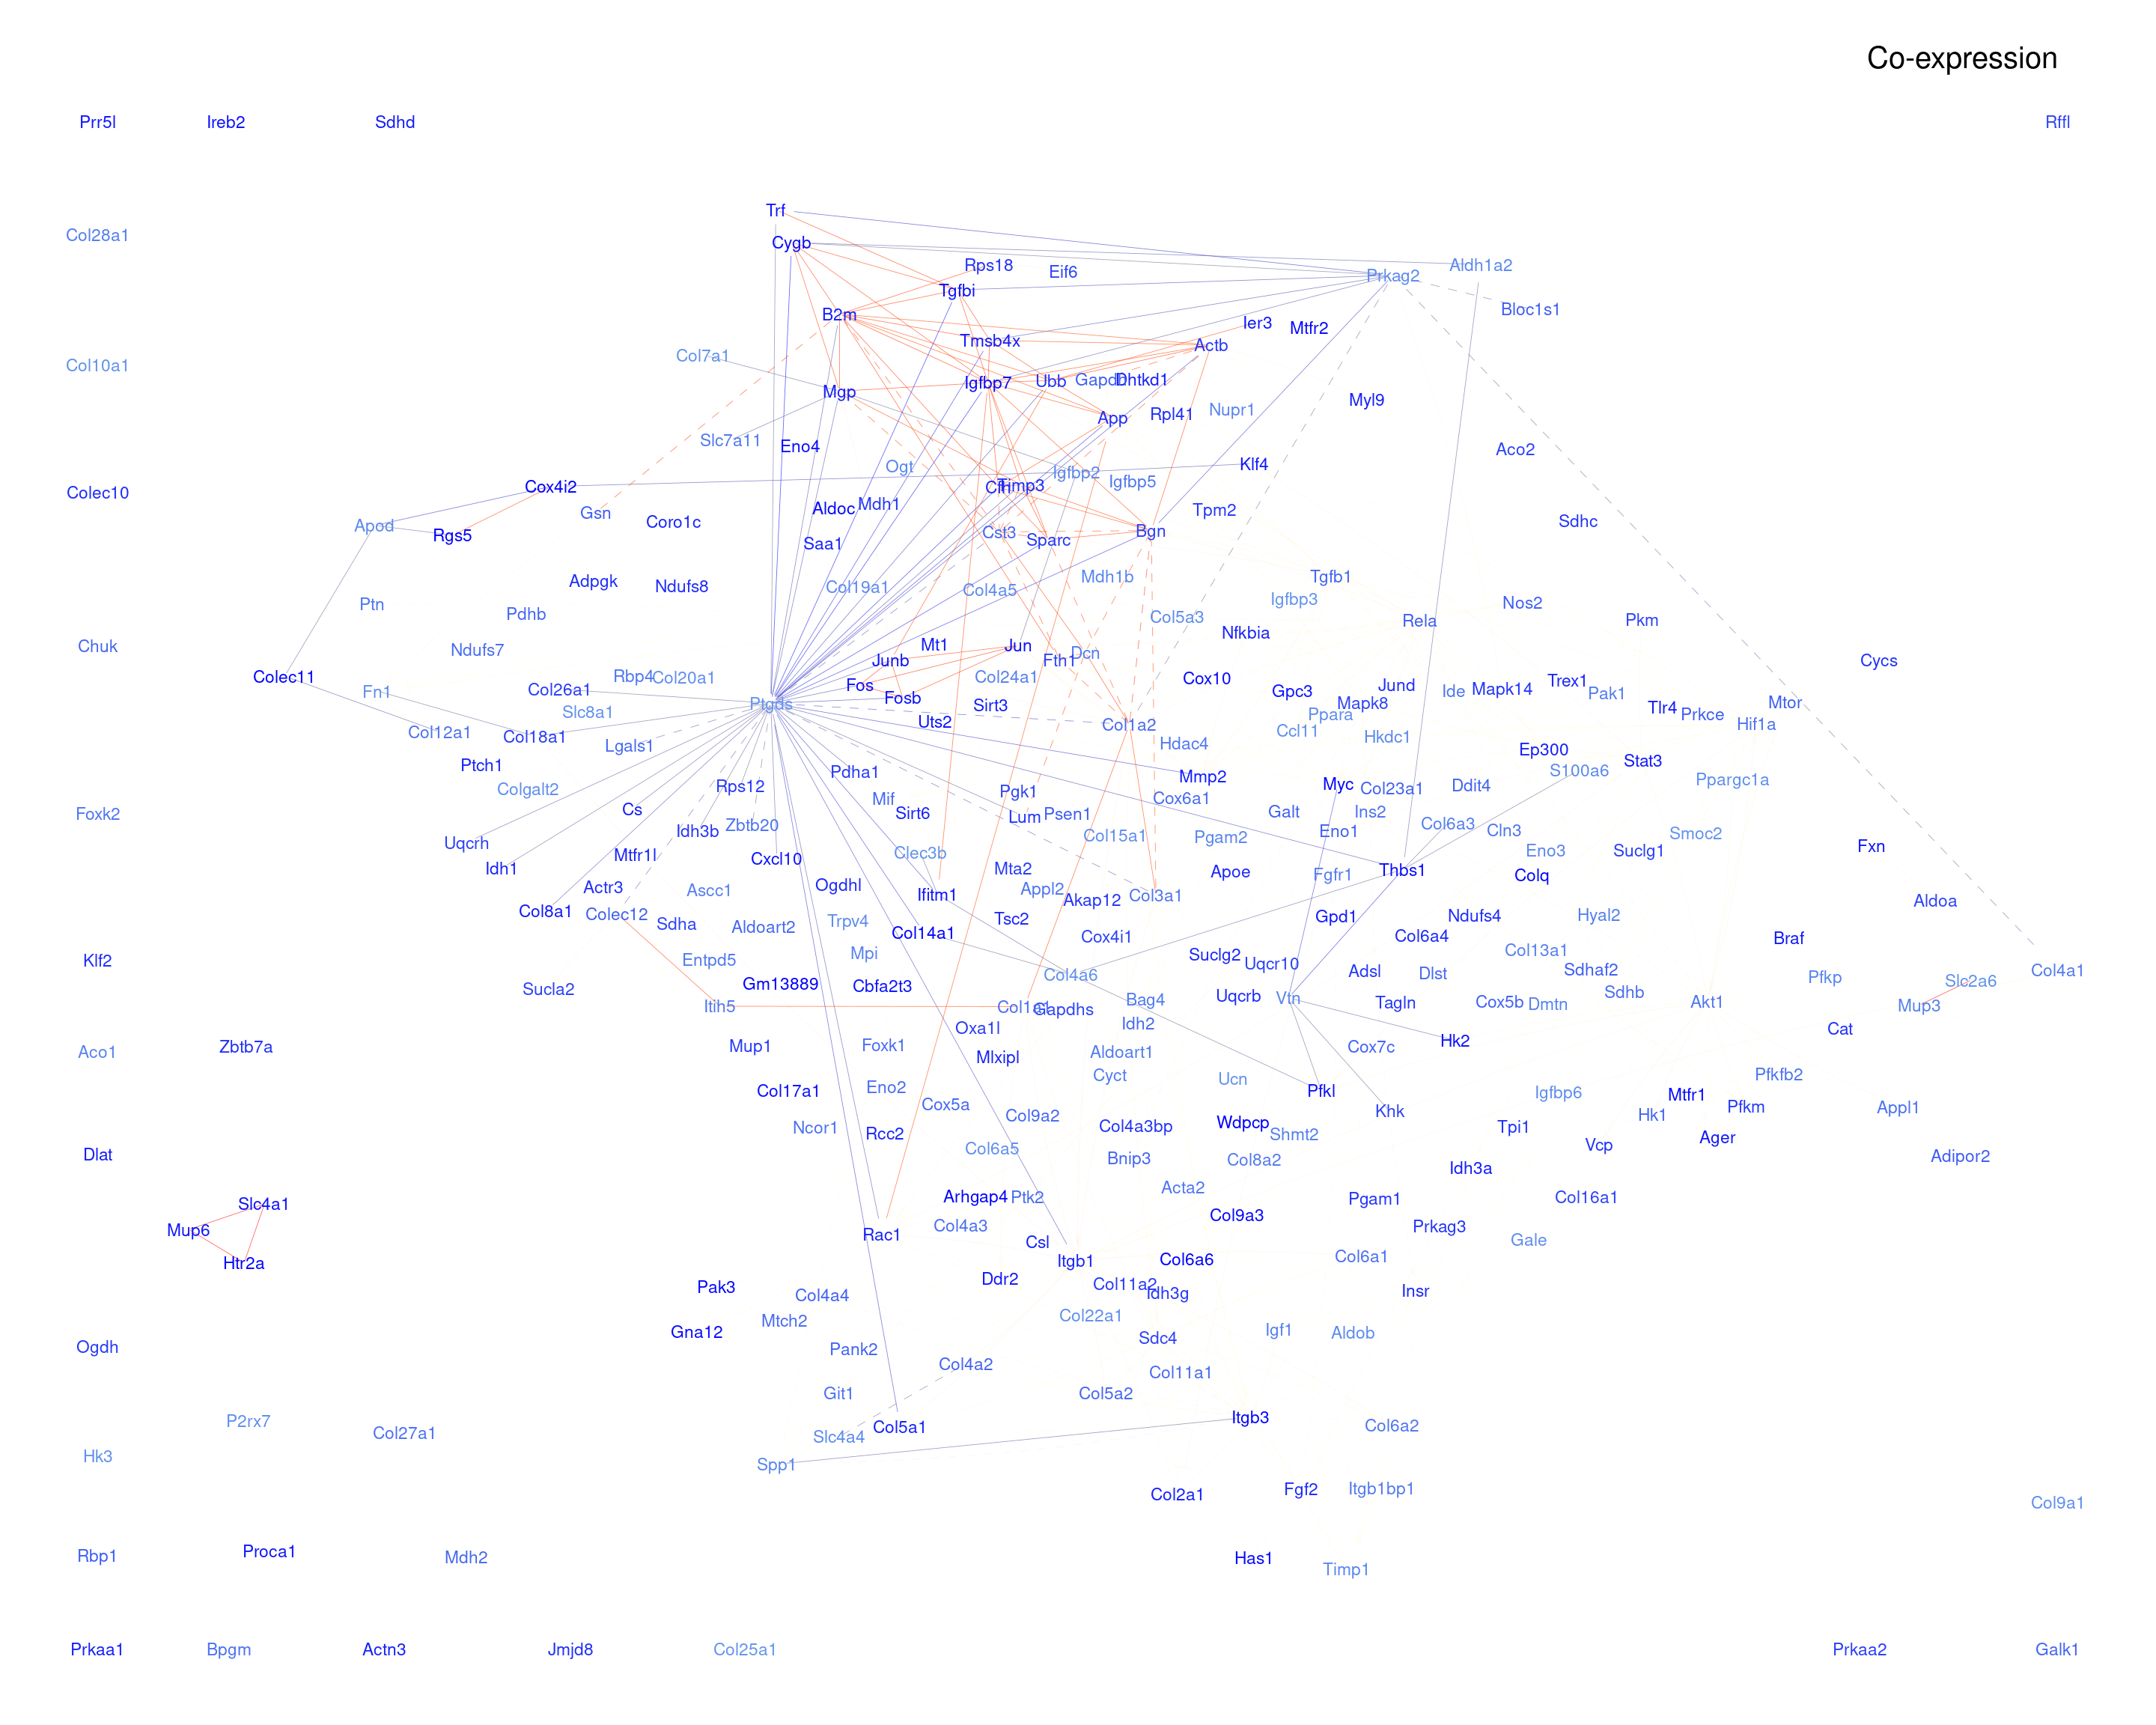 Co-expression
Prr5l Ireb2 Sdhd Rffl
Trf
Col28a1
Cygb
Rps18 Eif6 Aldh1a2
Prkag2
Tgfbi
Bloc1s1
B2m
Ier3 Mtfr2
Tmsb4x Actb
Col7a1
Col10a1
Igfbp7 Ubb Gapdh Dhtkd1
Mgp
Myl9
Nupr1
App Rpl41
Slc7a11 Eno4
Aco2
Ogt Klf4
Igfbp2 Igfbp5
Colec10 Cox4i2 Cfh Timp3
Gsn Aldoc Mdh1 Tpm2
Apod Coro1c Sdhc
Rgs5 Saa1 Cst3 Sparc Bgn
Adpgk Ndufs8 Col19a1 Col4a5 Mdh1b Tgfb1
Ptn Pdhb Col5a3 Igfbp3 Nos2
Rela Pkm
Chuk Ndufs7 Mt1 Jun Nfkbia
Junb Fth1 Dcn Cycs
Colec11 Rbp4 Col20a1 Col24a1 Cox10
Fn1 Col26a1 Fos Fosb Gpc3 Jund Ide Mapk14 Trex1 Pak1
Slc8a1 Ptgds Sirt3 Mapk8 Tlr4 Prkce Mtor
Col12a1 Col18a1 Uts2 Col1a2 Ppara Hif1a
Lgals1 Hdac4 Ccl11 Hkdc1 Ep300
Ptch1 Pdha1 Mmp2 S100a6 Stat3
Colgalt2 Rps12 Mif Pgk1 Cox6a1 Myc Col23a1 Ddit4 Ppargc1a
Foxk2 Cs Sirt6 Lum Psen1 Galt Ins2
Uqcrh Idh3b Zbtb20 Col15a1 Pgam2 Eno1 Col6a3 Cln3 Smoc2
Mtfr1l Cxcl10 Clec3b Eno3 Suclg1 Fxn
Idh1 Mta2 Apoe Fgfr1 Thbs1 Colq
Actr3 Ascc1 Ogdhl Ifitm1 Appl2 Akap12 Col3a1 Aldoa
Col8a1 Colec12 Sdha Aldoart2 Trpv4 Tsc2 Gpd1 Ndufs4 Hyal2
Col14a1 Cox4i1 Col6a4 Braf
Klf2 Entpd5 Mpi Suclg2 Uqcr10 Col13a1
Col4a6 Adsl Dlst Sdhaf2 Pfkp Slc2a6 Col4a1
Sucla2 Gm13889 Cbfa2t3 Uqcrb Vtn Sdhb
Itih5 Col1a1 Gapdhs Bag4 Tagln Cox5b Dmtn Akt1 Mup3
Oxa1l Idh2 Cat
Aco1 Zbtb7a Mup1 Foxk1 Mlxipl Aldoart1 Cox7c Hk2
Cyct Ucn Pfkfb2
Col17a1 Eno2 Pfkl Igfbp6 Mtfr1
Cox5a Col9a2 Khk Hk1 Pfkm Appl1
Ncor1 Rcc2 Col4a3bp Wdpcp Shmt2 Tpi1 Ager
Dlat Col6a5 Bnip3 Col8a2 Idh3a Vcp Adipor2
Slc4a1 Arhgap4 Ptk2 Acta2 Pgam1 Col16a1
Mup6 Rac1 Col4a3 Csl Col9a3 Prkag3 Gale
Htr2a Itgb1 Col6a6 Col6a1
Pak3 Col4a4 Ddr2 Col11a2 Idh3g Insr
Ogdh Gna12 Mtch2 Col22a1 Sdc4 Igf1 Aldob
Pank2 Col4a2 Col11a1
Git1 Col5a2
P2rx7 Col27a1 Slc4a4 Col5a1 Itgb3 Col6a2
Hk3 Spp1
Col2a1 Fgf2 Itgb1bp1 Col9a1
Rbp1 Proca1 Mdh2 Has1 Timp1
Prkaa1 Bpgm Actn3 Jmjd8 Col25a1 Prkaa2 Galk1